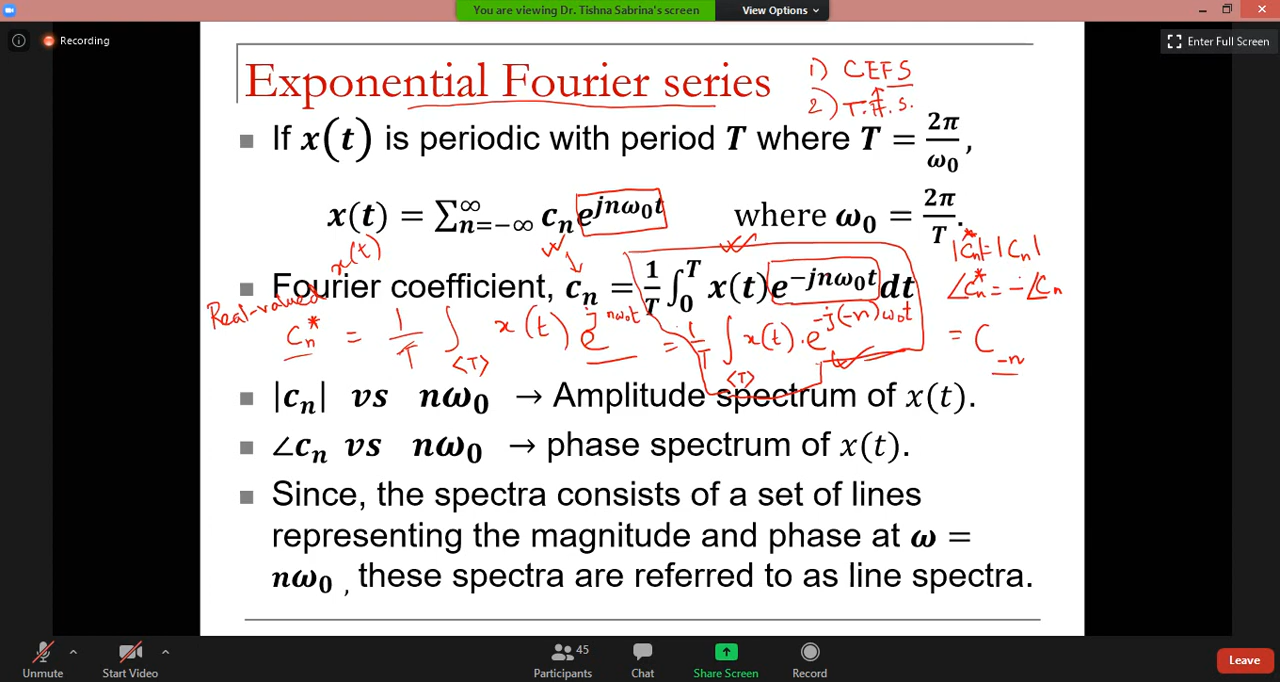 You are viewing Dr. Tishna Sabrina's screen
View Options
Recording
Enter Full Screen
Exponential Fourier series
1) CEFS
2) T.F.S.
If x(t) is periodic with period T where T = 2π/ω₀,
x(t) = ∑ₙ₌₋∞^∞ cₙe^(jnω₀t) where ω₀ = 2π/T.
x(t)
|cₙ*| = |cₙ|
Fourier coefficient, cₙ = 1/T ∫₀^T x(t)e^(−jnω₀t)dt
∠cₙ* = −∠cₙ
Real-valued
cₙ* = 1/T ∫_<T> x(t) e^(jnω₀t) = 1/T ∫_<T> x(t)·e^(−j(−n)ω₀t) = C₋ₙ
|cₙ| vs nω₀ → Amplitude spectrum of x(t).
∠cₙ vs nω₀ → phase spectrum of x(t).
Since, the spectra consists of a set of lines
representing the magnitude and phase at ω =
nω₀ , these spectra are referred to as line spectra.
45
Unmute
Start Video
Participants
Chat
Share Screen
Record
Leave